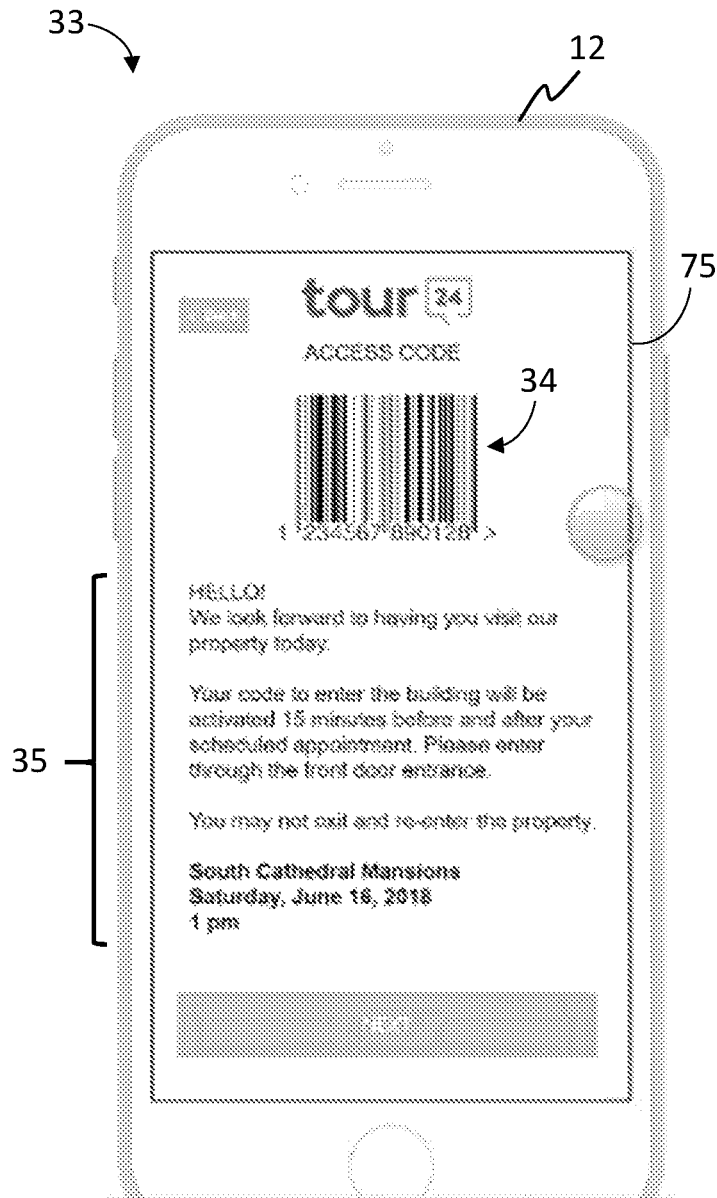 33
12
75
tour 24
ACCESS CODE
34
1 234567 890128 >
HELLO!
We look forward to having you visit our
property today.
Your code to enter the building will be
activated 15 minutes before and after your
scheduled appointment. Please enter
through the front door entrance.
35
You may not exit and re-enter the property.
South Cathedral Mansions
Saturday, June 16, 2018
1 pm